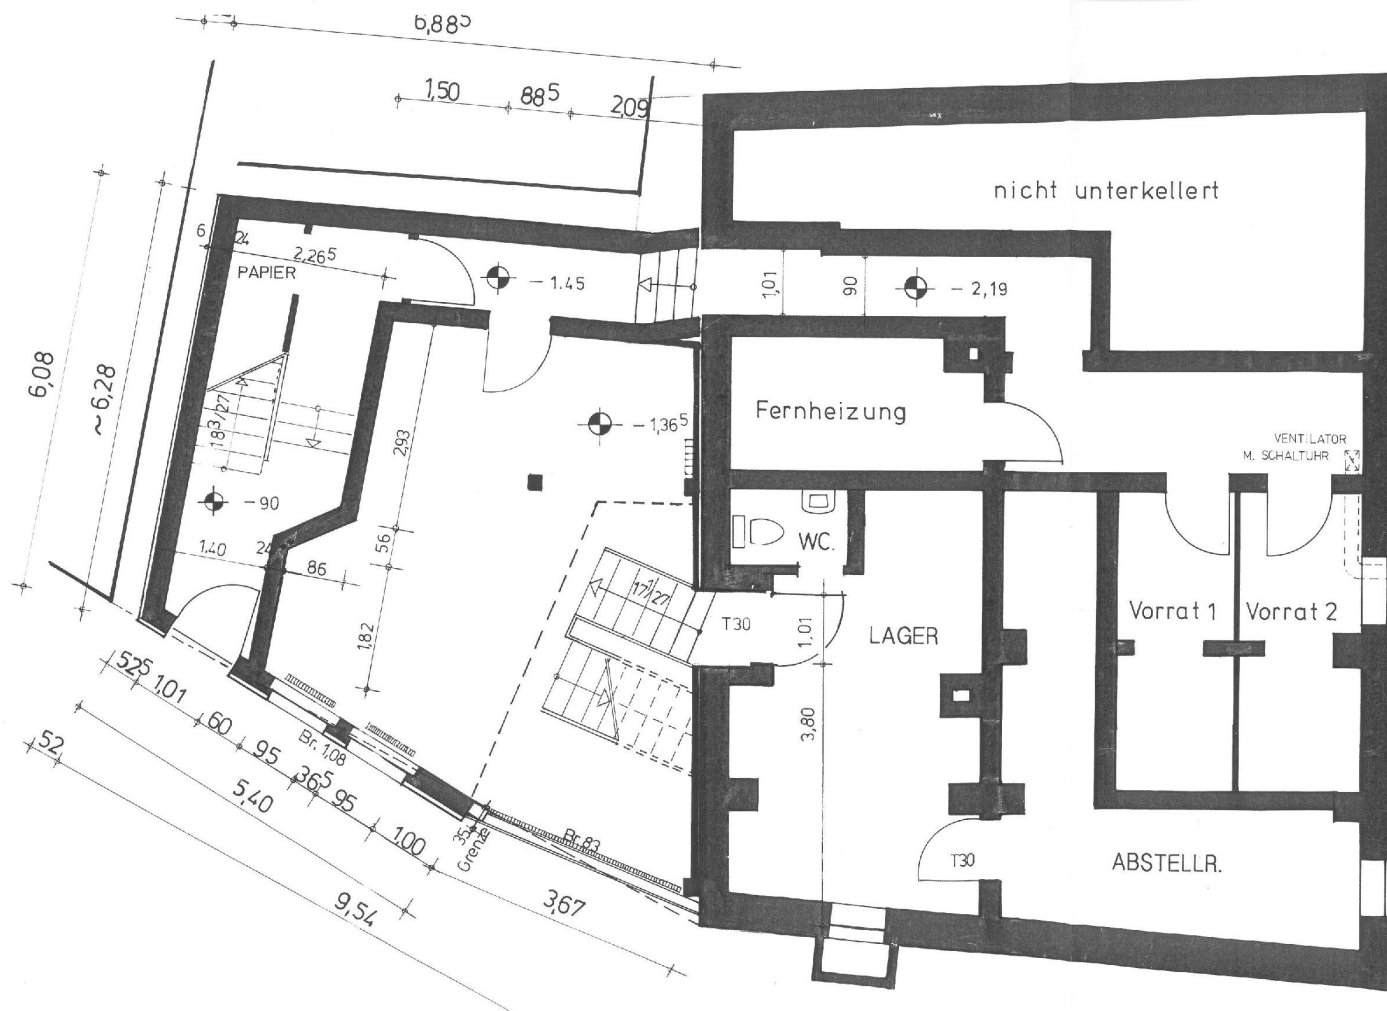 6,88⁵
1,50
88⁵
2,09
nicht unterkellert
6
24
2,26⁵
PAPIER
- 1.45
1,01
90
- 2,19
6,08
~6,28
18³/27
2,93
Fernheizung
- 1,36⁵
VENTILATOR
M. SCHALTUHR
- 90
WC.
1.40
24
86
56
17¹/27
T30
1,01
LAGER
Vorrat 1
Vorrat 2
1,82
52⁵
1,01
60
95
36⁵
95
1.00
Br. 1,08
3,80
52
5,40
35
Grenze
Br. 83
T30
ABSTELLR.
9,54
3,67